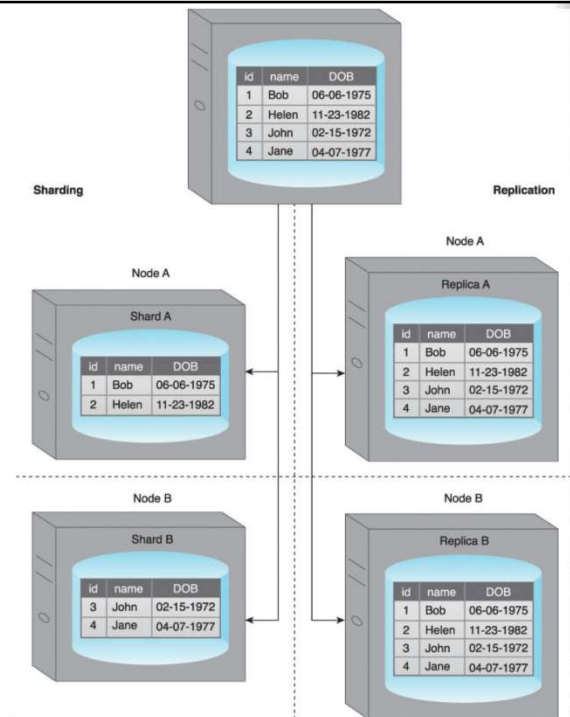 id name DOB
1 Bob 06-06-1975
2 Helen 11-23-1982
3 John 02-15-1972
4 Jane 04-07-1977
Sharding
Replication
Node A
Shard A
id name DOB
1 Bob 06-06-1975
2 Helen 11-23-1982
Node A
Replica A
id name DOB
1 Bob 06-06-1975
2 Helen 11-23-1982
3 John 02-15-1972
4 Jane 04-07-1977
Node B
Shard B
id name DOB
3 John 02-15-1972
4 Jane 04-07-1977
Node B
Replica B
id name DOB
1 Bob 06-06-1975
2 Helen 11-23-1982
3 John 02-15-1972
4 Jane 04-07-1977